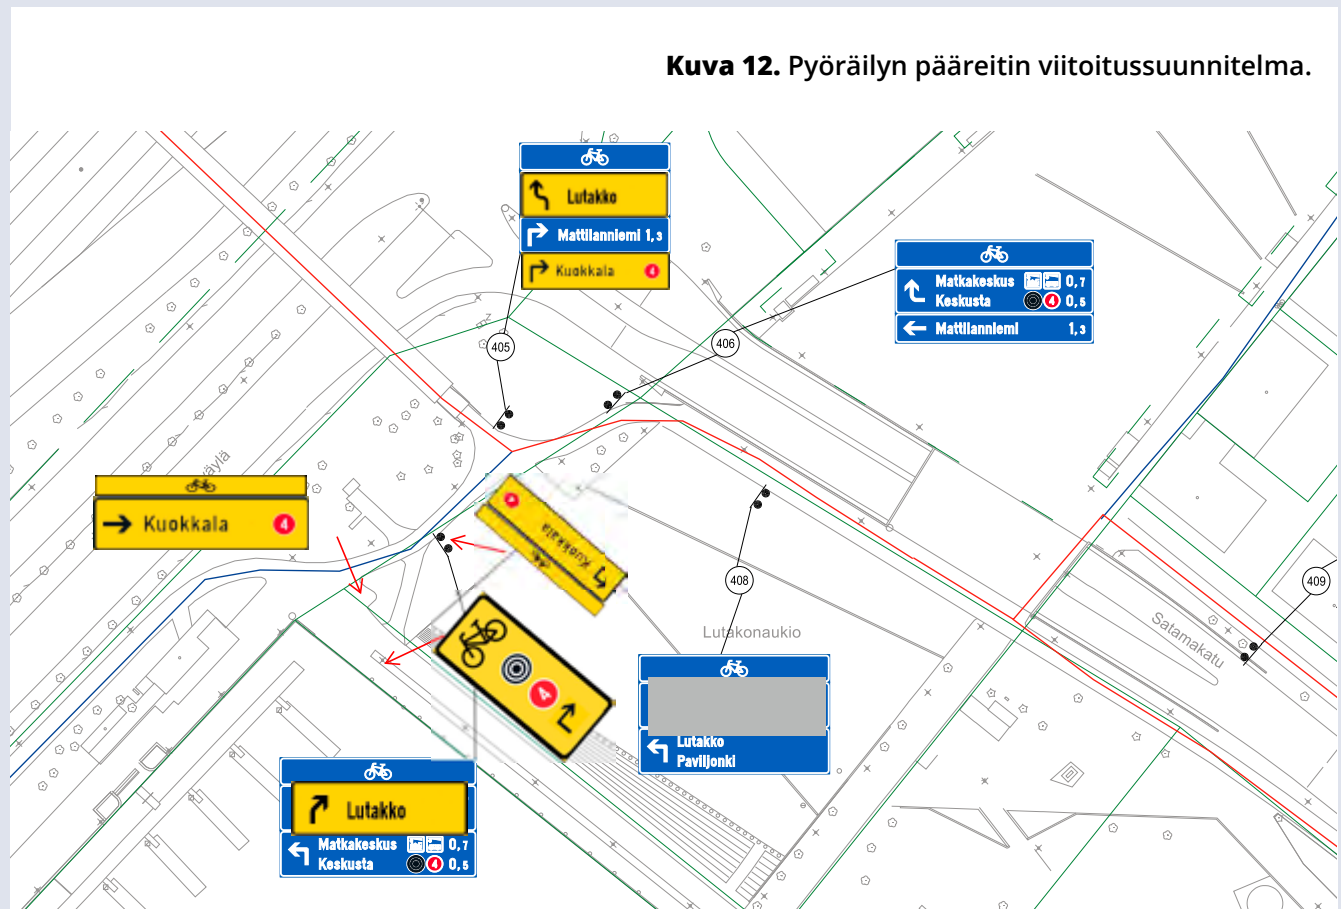 Kuva 12. Pyöräilyn pääreitin viitoitussuunnitelma.
Lutakko
Mattilanniemi 1,3
Kuokkala 4
Matkakeskus 0,7
Keskusta 4 0,5
Mattilanniemi 1,3
405
406
Kuokkala 4
4
Kuokkala
4
408
409
Lutakonaukio
Satamakatu
Lutakko
Paviljonki
Lutakko
Matkakeskus 0,7
Keskusta 4 0,5